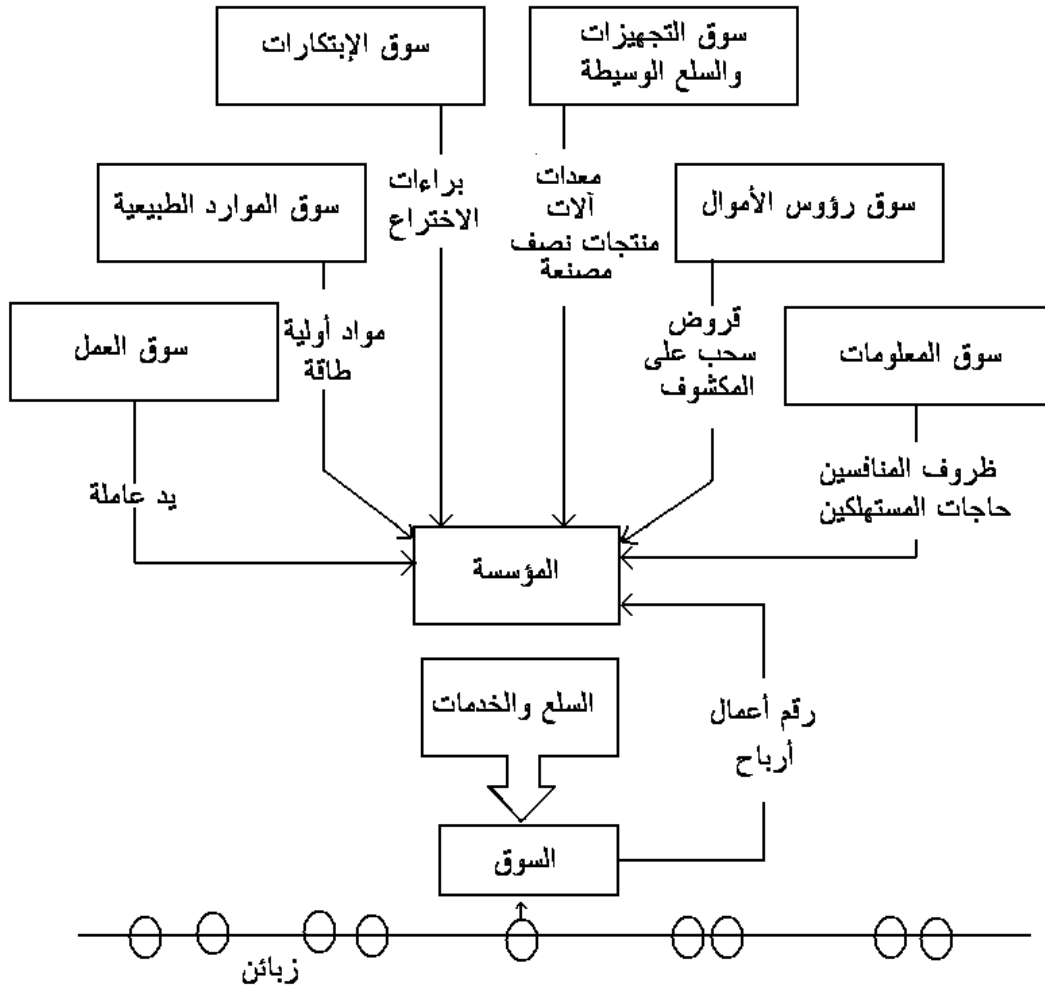 سوق التجهيزات
والسلع الوسيطة
سوق الإبتكارات
معدات
آلات
منتجات نصف
مصنعة
براءات
الاختراع
سوق رؤوس الأموال
سوق الموارد الطبيعية
قروض
سحب على
المكشوف
مواد أولية
طاقة
سوق المعلومات
سوق العمل
ظروف المنافسين
حاجات المستهلكين
يد عاملة
المؤسسة
السلع والخدمات
رقم أعمال
أرباح
السوق
زبائن